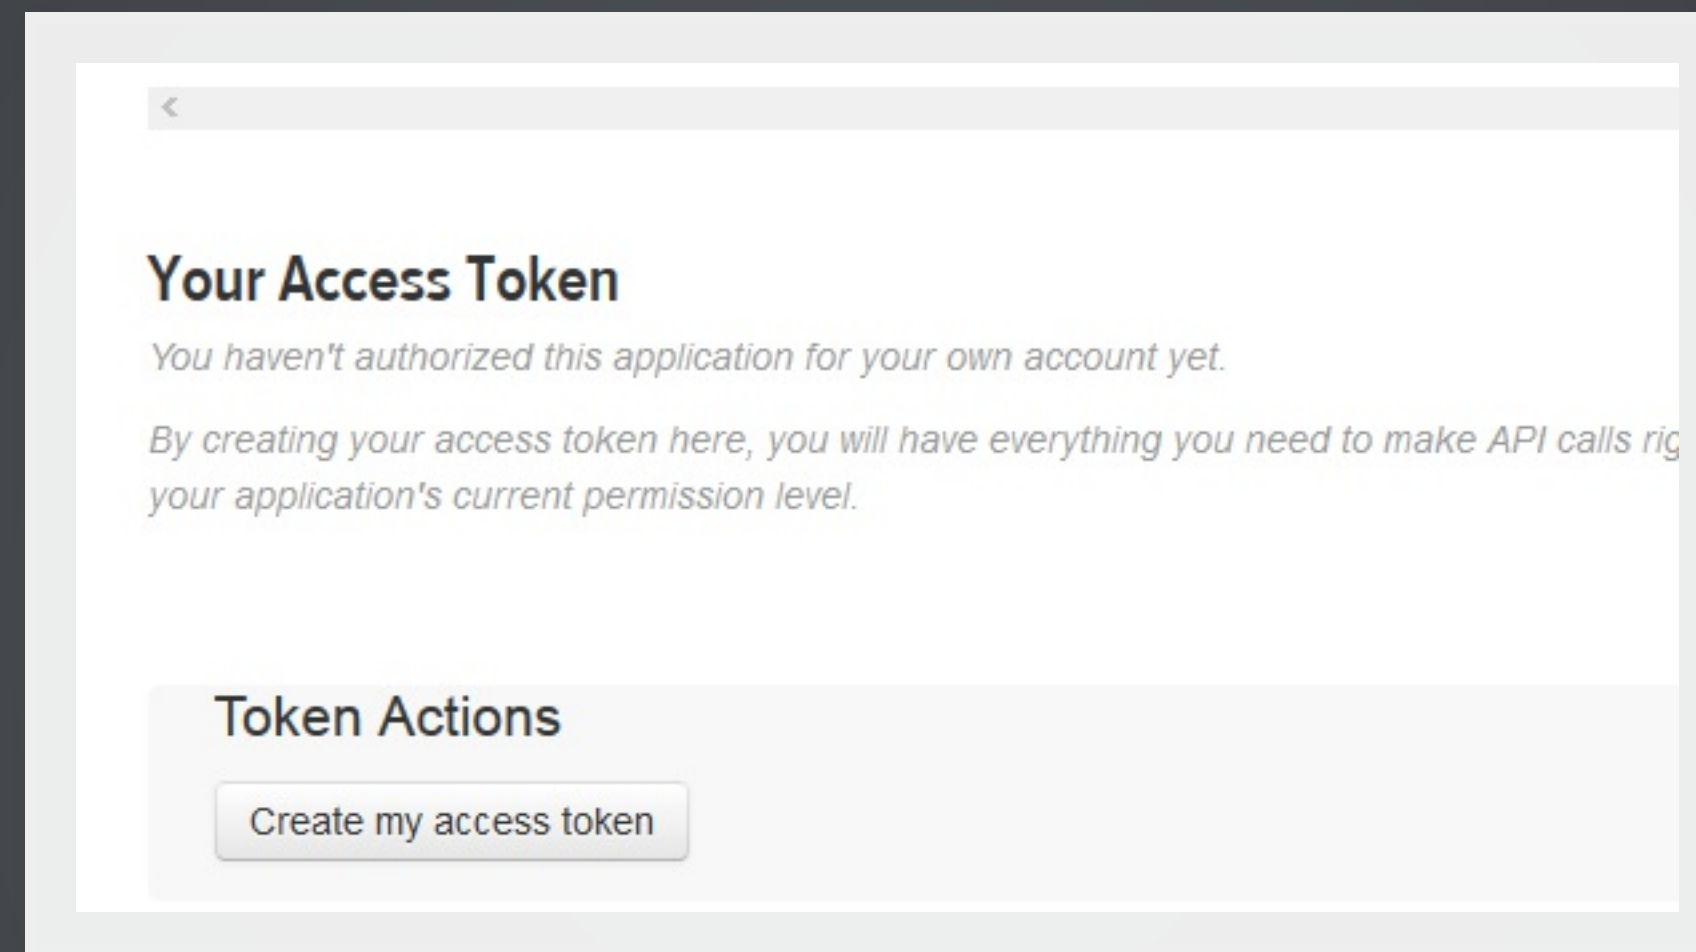 Your Access Token
You haven't authorized this application for your own account yet.
By creating your access token here, you will have everything you need to make API calls
your application's current permission level.
Token Actions
Create my access token